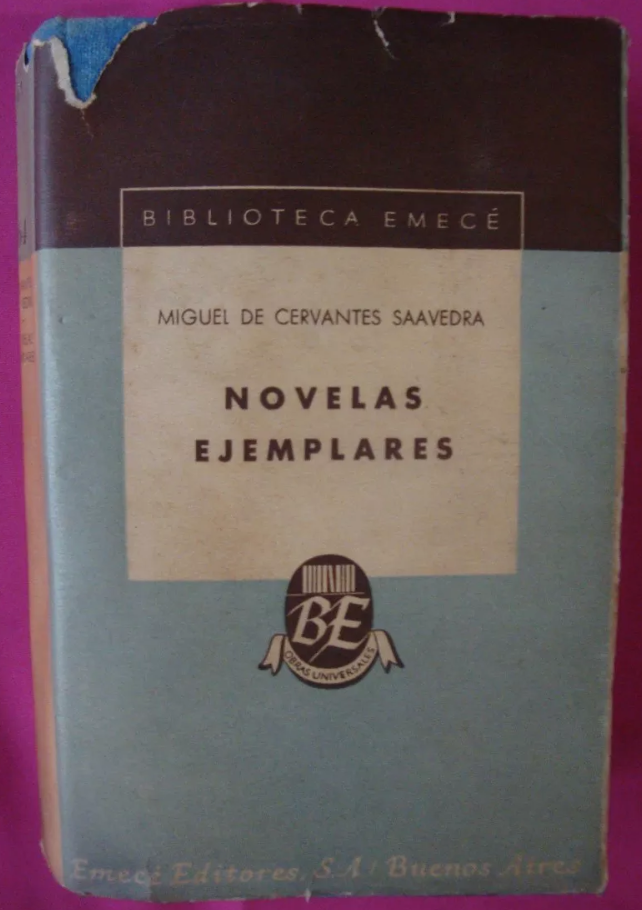 BIBLIOTECA EMECÉ
MIGUEL DE CERVANTES SAAVEDRA
NOVELAS
EJEMPLARES
BE
OBRAS UNIVERSALES
Emecé Editores, S.A. / Buenos Aires